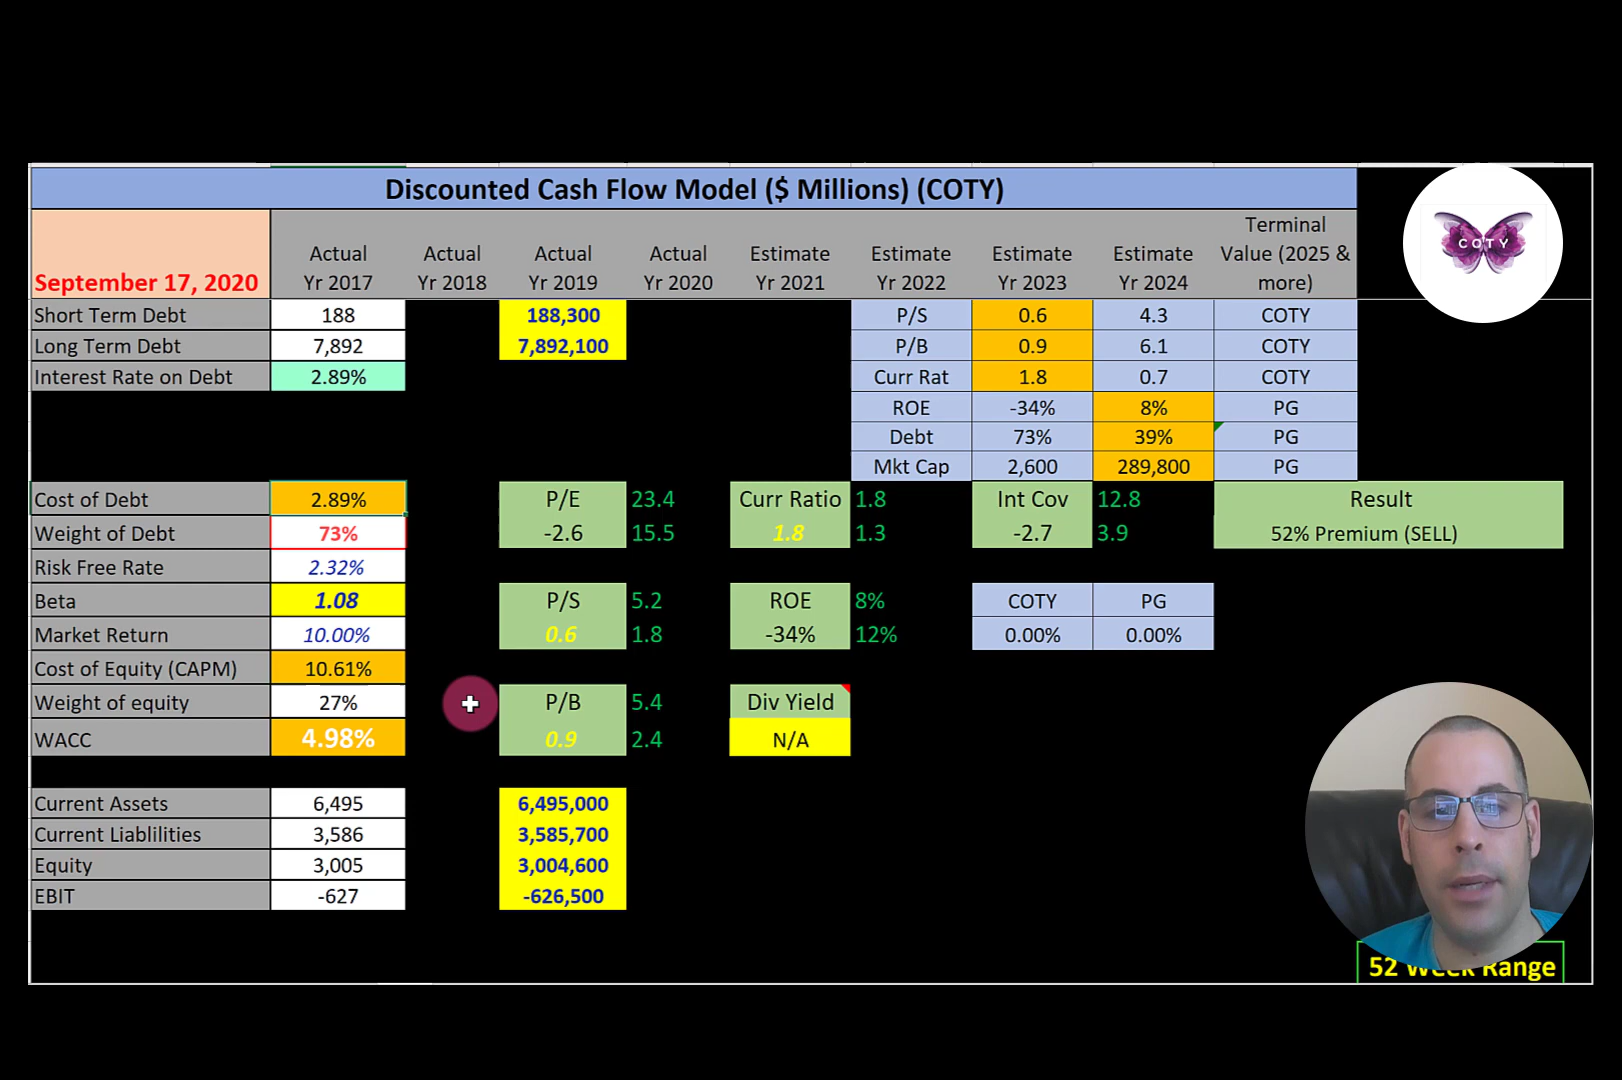 Discounted Cash Flow Model ($ Millions) (COTY)
COTY
September 17, 2020
Actual Yr 2017
Actual Yr 2018
Actual Yr 2019
Actual Yr 2020
Estimate Yr 2021
Estimate Yr 2022
Estimate Yr 2023
Estimate Yr 2024
Terminal Value (2025 & more)
Short Term Debt 188 188,300 P/S 0.6 4.3 COTY
Long Term Debt 7,892 7,892,100 P/B 0.9 6.1 COTY
Interest Rate on Debt 2.89% Curr Rat 1.8 0.7 COTY
ROE -34% 8% PG
Debt 73% 39% PG
Mkt Cap 2,600 289,800 PG
Cost of Debt 2.89% P/E 23.4 Curr Ratio 1.8 Int Cov 12.8 Result
Weight of Debt 73% -2.6 15.5 1.8 1.3 -2.7 3.9 52% Premium (SELL)
Risk Free Rate 2.32%
Beta 1.08 P/S 5.2 ROE 8% COTY PG
Market Return 10.00% 0.6 1.8 -34% 12% 0.00% 0.00%
Cost of Equity (CAPM) 10.61%
Weight of equity 27% P/B 5.4 Div Yield
WACC 4.98% 0.9 2.4 N/A
Current Assets 6,495 6,495,000
Current Liablilities 3,586 3,585,700
Equity 3,005 3,004,600
EBIT -627 -626,500
52 Week Range